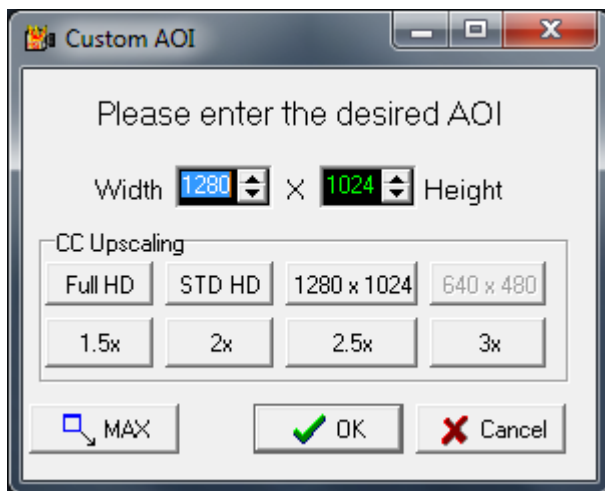 Custom AOI
Please enter the desired AOI
Width 1280 X 1024 Height
CC Upscaling
Full HD STD HD 1280 x 1024 640 x 480
1.5x 2x 2.5x 3x
MAX OK Cancel